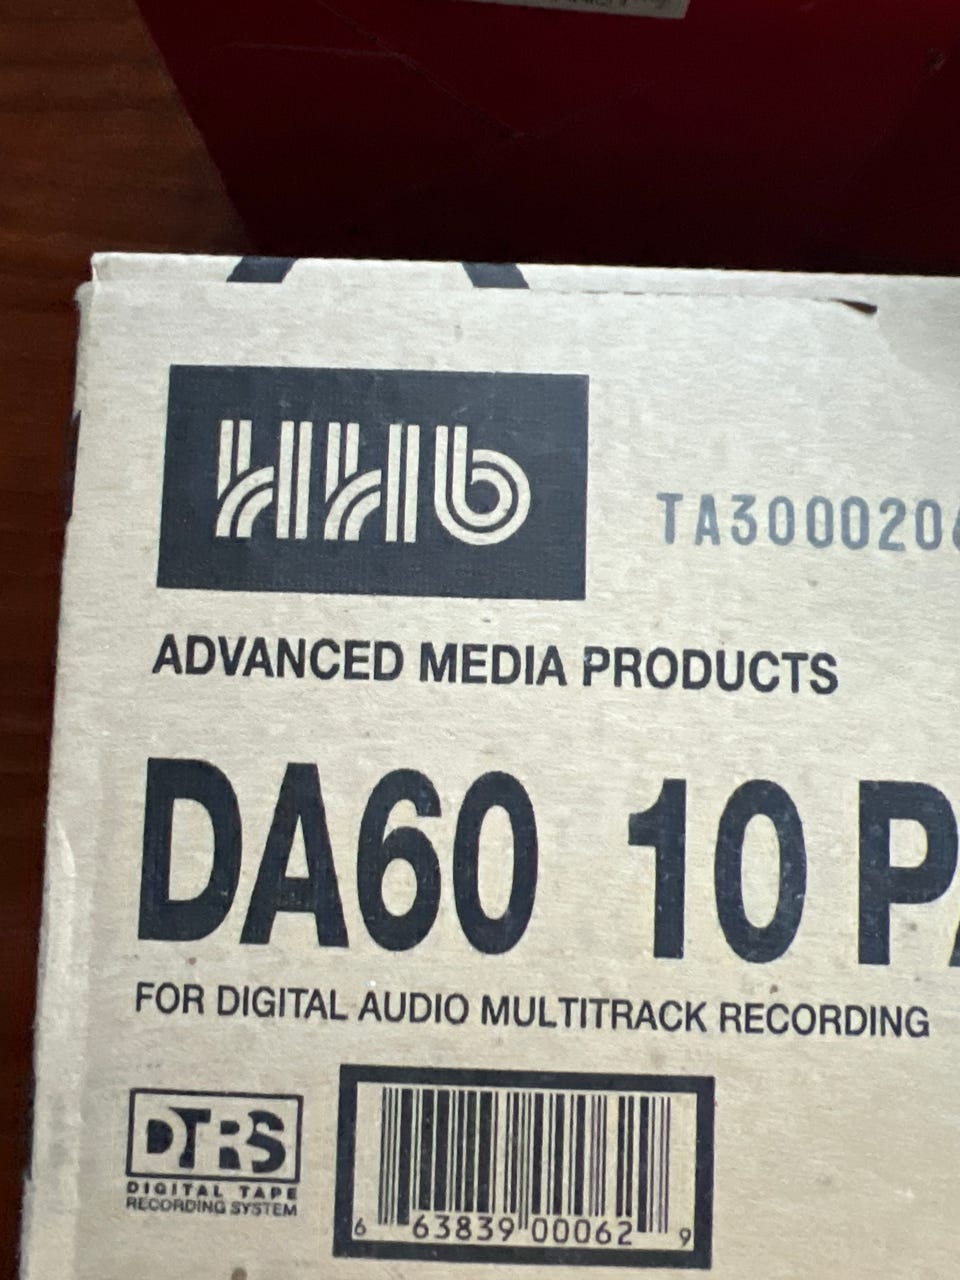 HHb
TA300020
ADVANCED MEDIA PRODUCTS
DA60 10 PA
FOR DIGITAL AUDIO MULTITRACK RECORDING
DTRS
DIGITAL TAPE
RECORDING SYSTEM
6 63839 00062 9